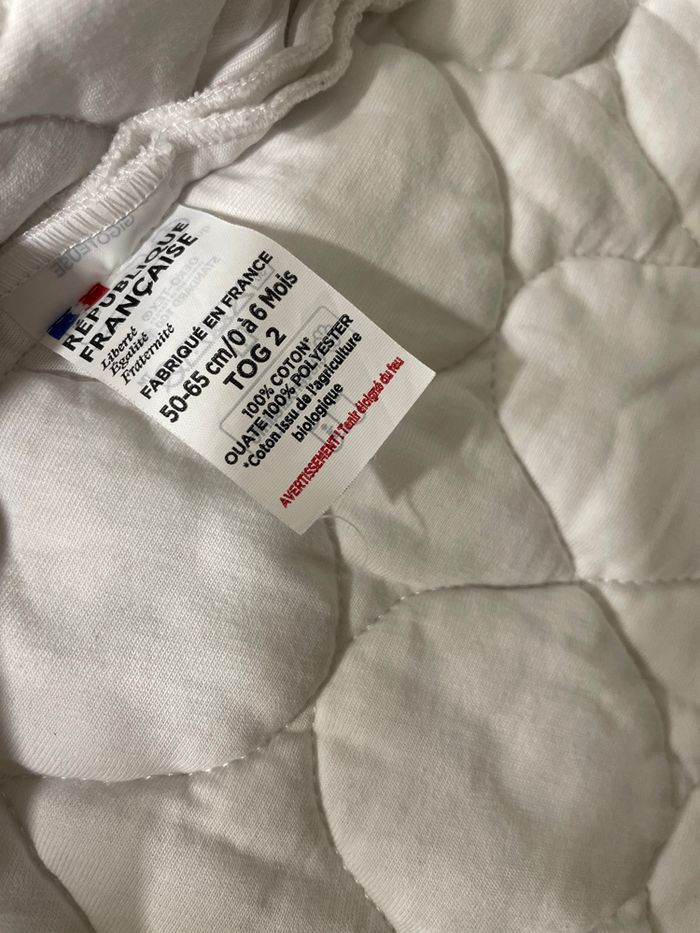 RÉPUBLIQUE
FRANÇAISE
Liberté
Égalité
Fraternité
FABRIQUÉ EN FRANCE
50-65 cm/0 à 6 Mois
TOG 2
100% COTON*
OUATE 100% POLYESTER
*Coton issu de l'agriculture
biologique
AVERTISSEMENT ! Tenir éloigné du feu
GIGOTEUSE